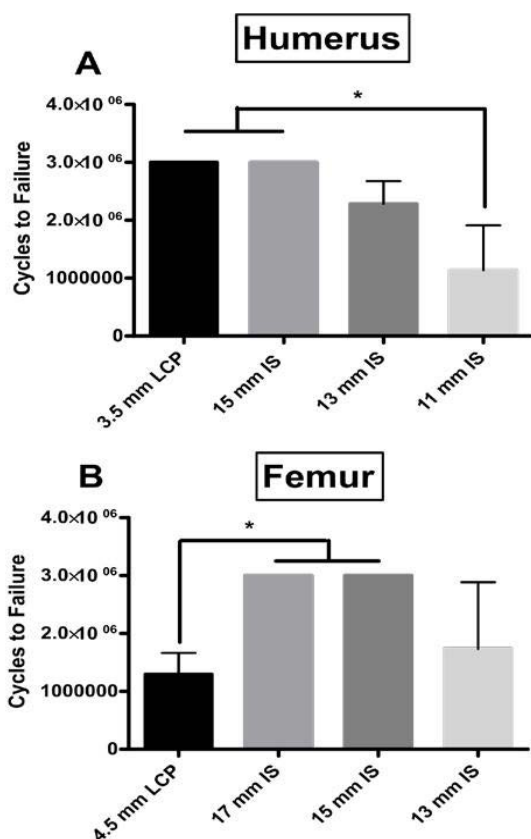 Humerus
A
*
Cycles to Failure
4.0×10 06
3.0×10 06
2.0×10 06
1000000
0
3.5 mm LCP
15 mm IS
13 mm IS
11 mm IS
Femur
B
*
Cycles to Failure
4.0×10 06
3.0×10 06
2.0×10 06
1000000
0
4.5 mm LCP
17 mm IS
15 mm IS
13 mm IS